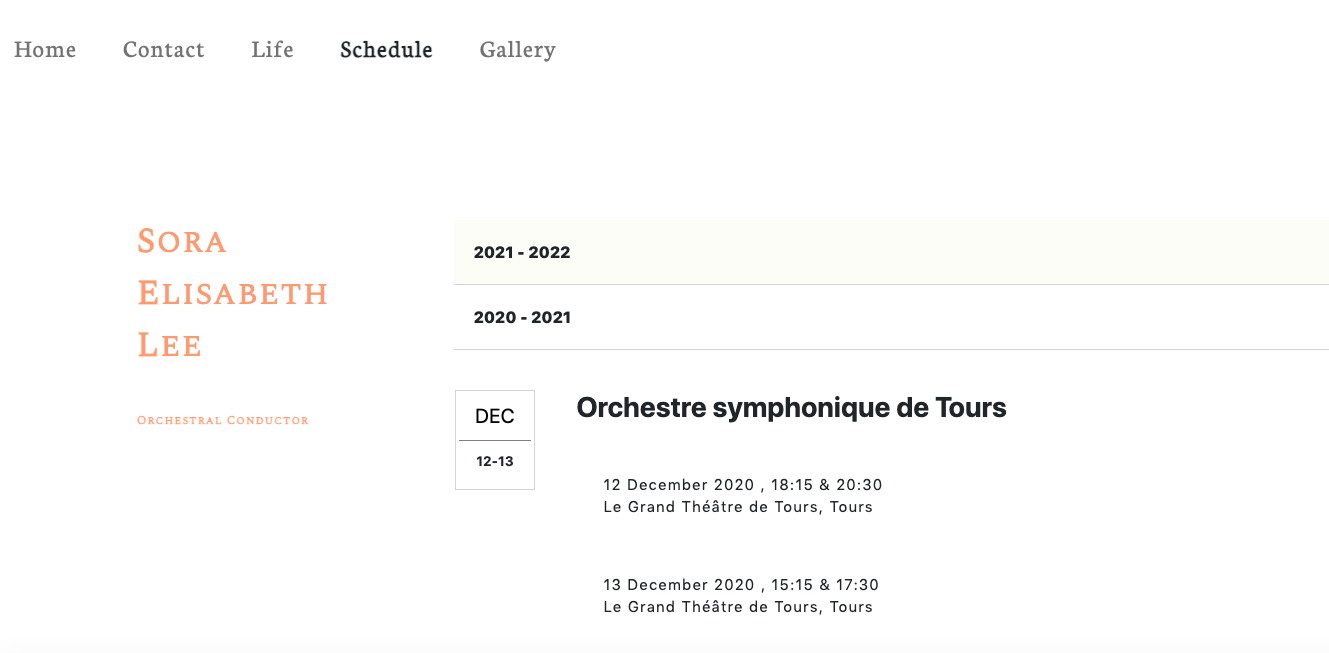 Home Contact Life Schedule Gallery
Sora
Elisabeth
Lee
Orchestral Conductor
2021 - 2022
2020 - 2021
DEC
12-13
Orchestre symphonique de Tours
12 December 2020 , 18:15 & 20:30
Le Grand Théâtre de Tours, Tours
13 December 2020 , 15:15 & 17:30
Le Grand Théâtre de Tours, Tours